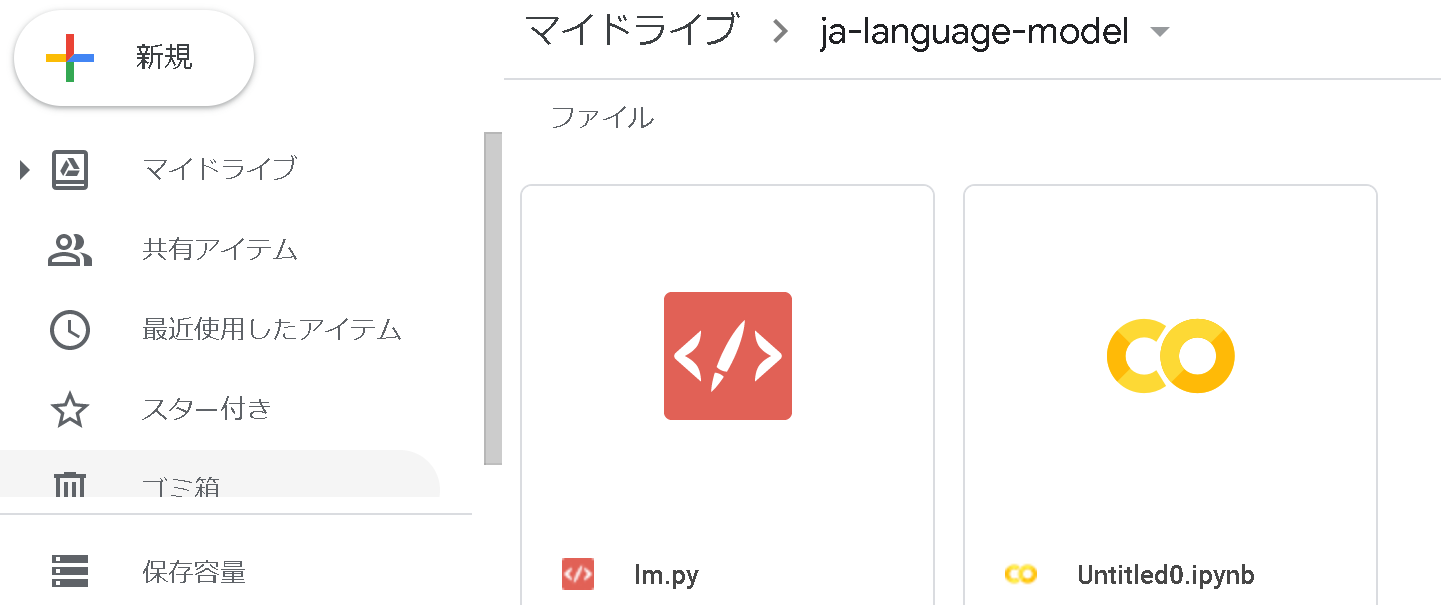 新規
マイドライブ
共有アイテム
最近使用したアイテム
スター付き
ゴミ箱
保存容量
マイドライブ > ja-language-model
ファイル
lm.py
Untitled0.ipynb